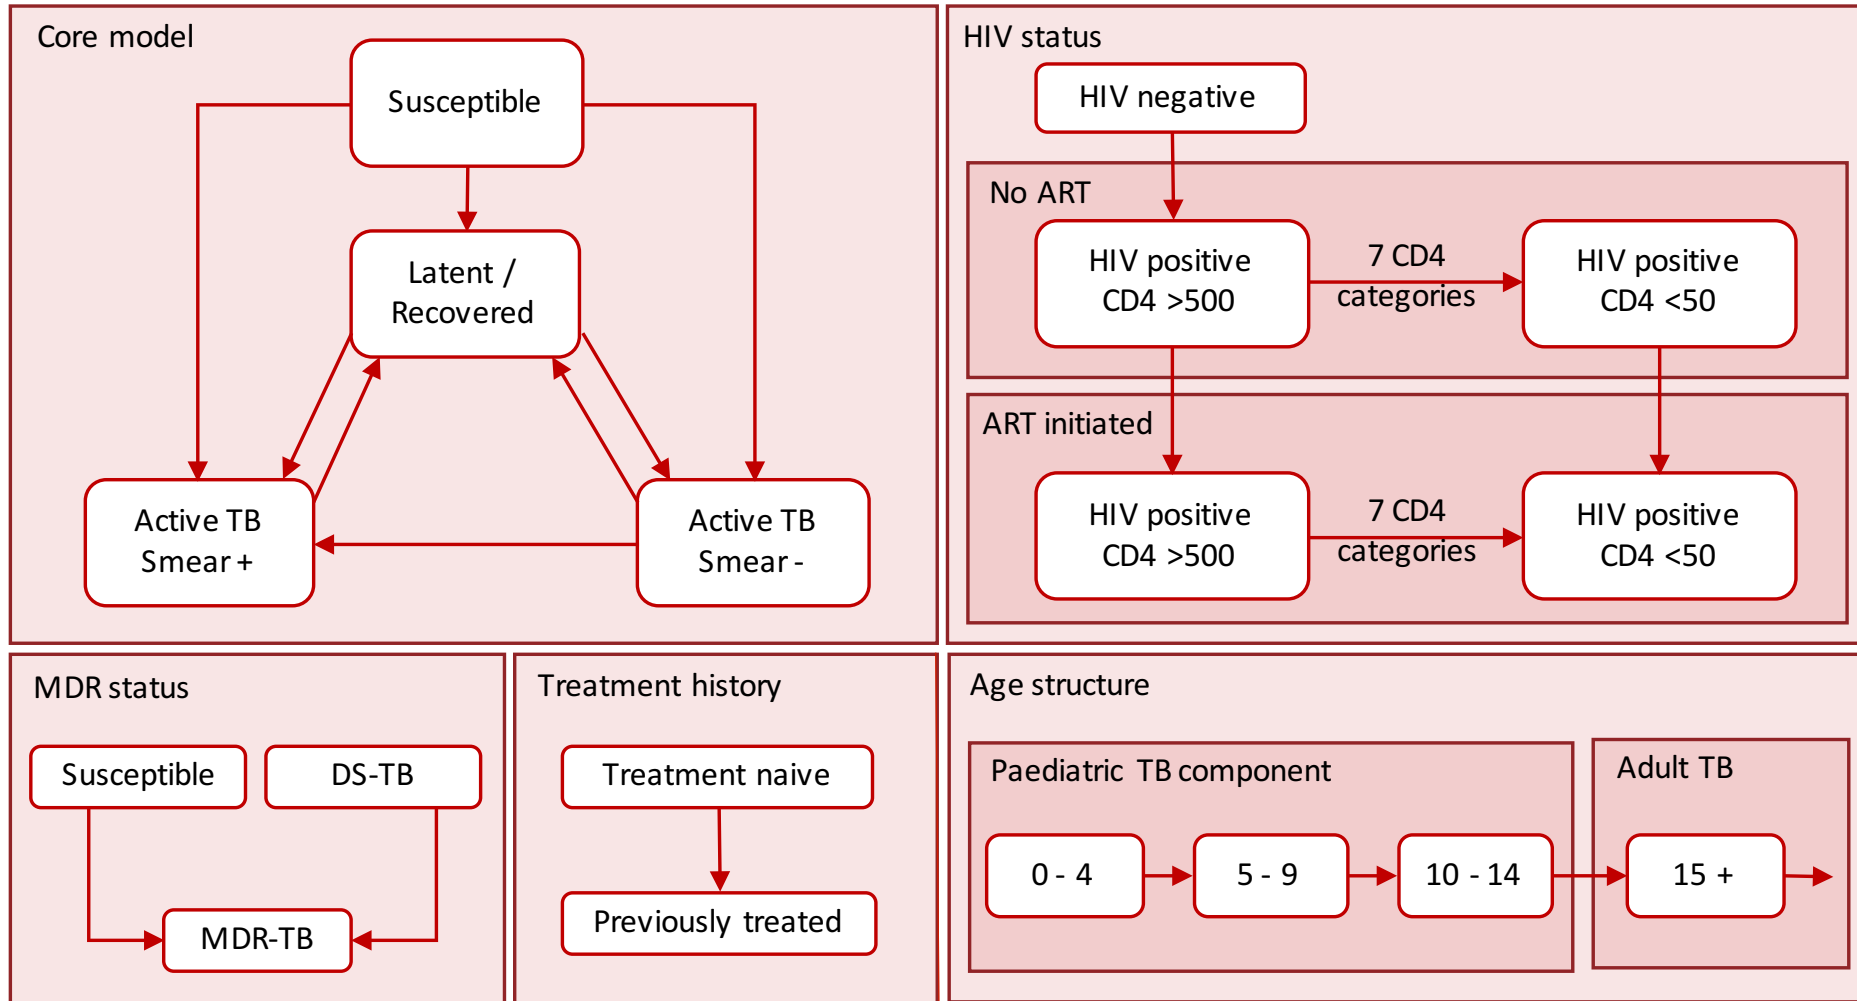 Core model
Susceptible
Latent /
Recovered
Active TB
Smear +
Active TB
Smear -
HIV status
HIV negative
No ART
HIV positive
CD4 >500
7 CD4
categories
HIV positive
CD4 <50
ART initiated
HIV positive
CD4 >500
7 CD4
categories
HIV positive
CD4 <50
MDR status
Susceptible
DS-TB
MDR-TB
Treatment history
Treatment naive
Previously treated
Age structure
Paediatric TB component
0 - 4
5 - 9
10 - 14
Adult TB
15 +